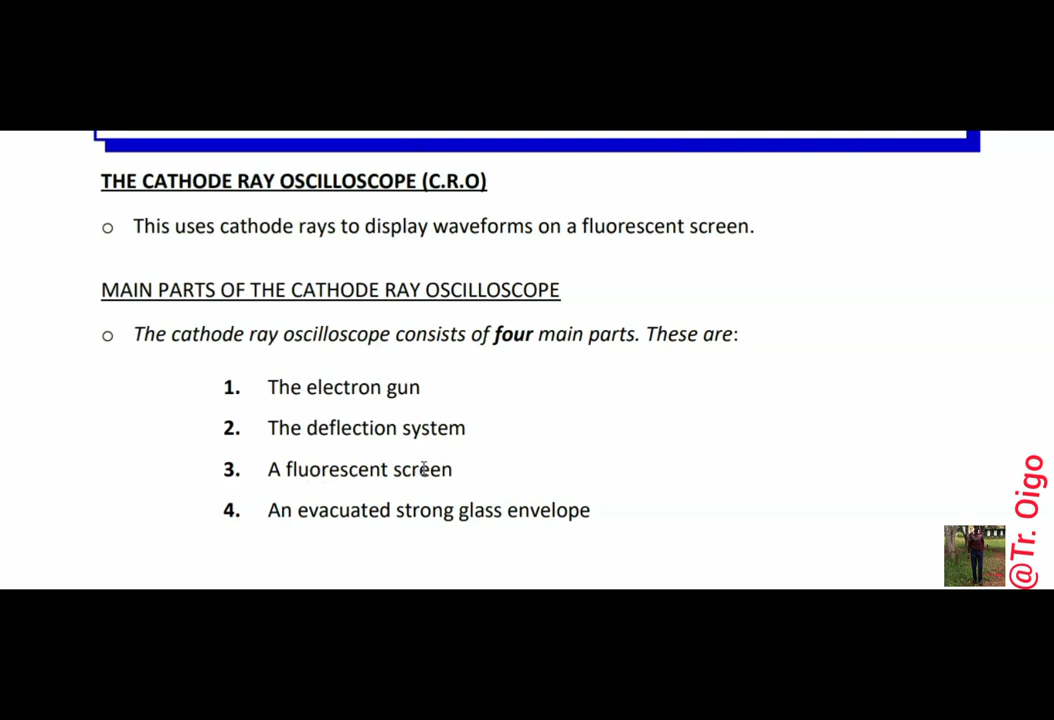 THE CATHODE RAY OSCILLOSCOPE (C.R.O)
o This uses cathode rays to display waveforms on a fluorescent screen.
MAIN PARTS OF THE CATHODE RAY OSCILLOSCOPE
o The cathode ray oscilloscope consists of four main parts. These are:
1. The electron gun
2. The deflection system
3. A fluorescent screen
4. An evacuated strong glass envelope
@Tr. Oigo